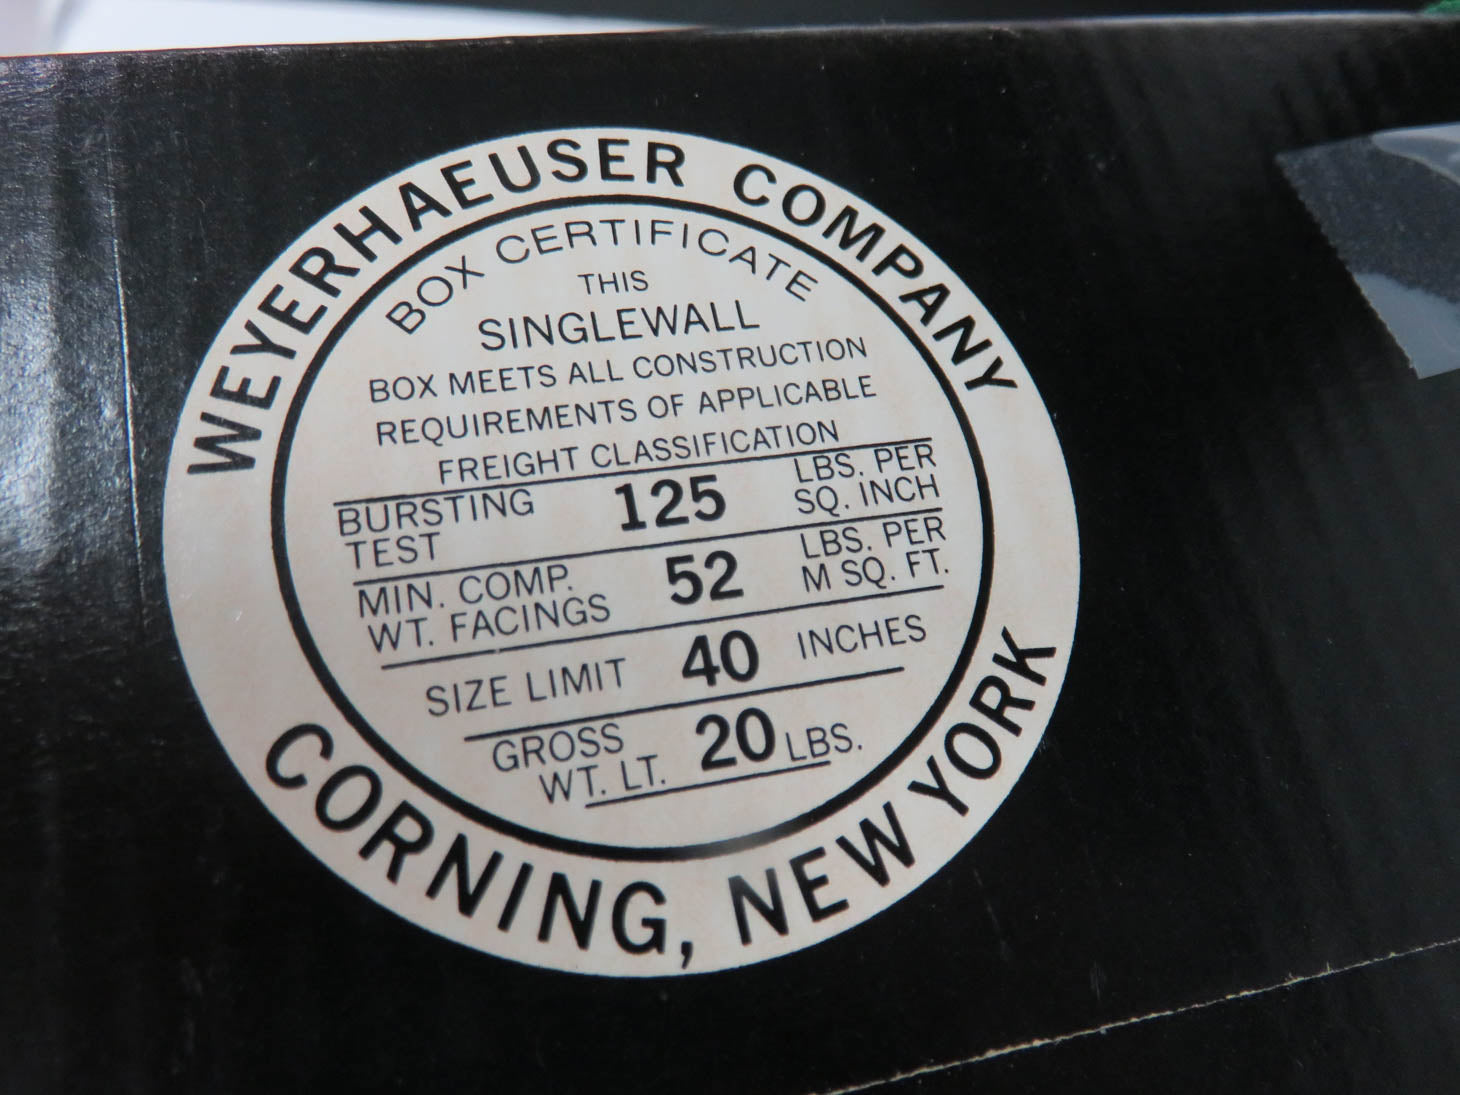 WEYERHAEUSER COMPANY
BOX CERTIFICATE
THIS
SINGLEWALL
BOX MEETS ALL CONSTRUCTION
REQUIREMENTS OF APPLICABLE
FREIGHT CLASSIFICATION
BURSTING TEST 125 LBS. PER SQ. INCH
MIN. COMP. WT. FACINGS 52 LBS. PER M SQ. FT.
SIZE LIMIT 40 INCHES
GROSS WT. LT. 20 LBS.
CORNING, NEW YORK